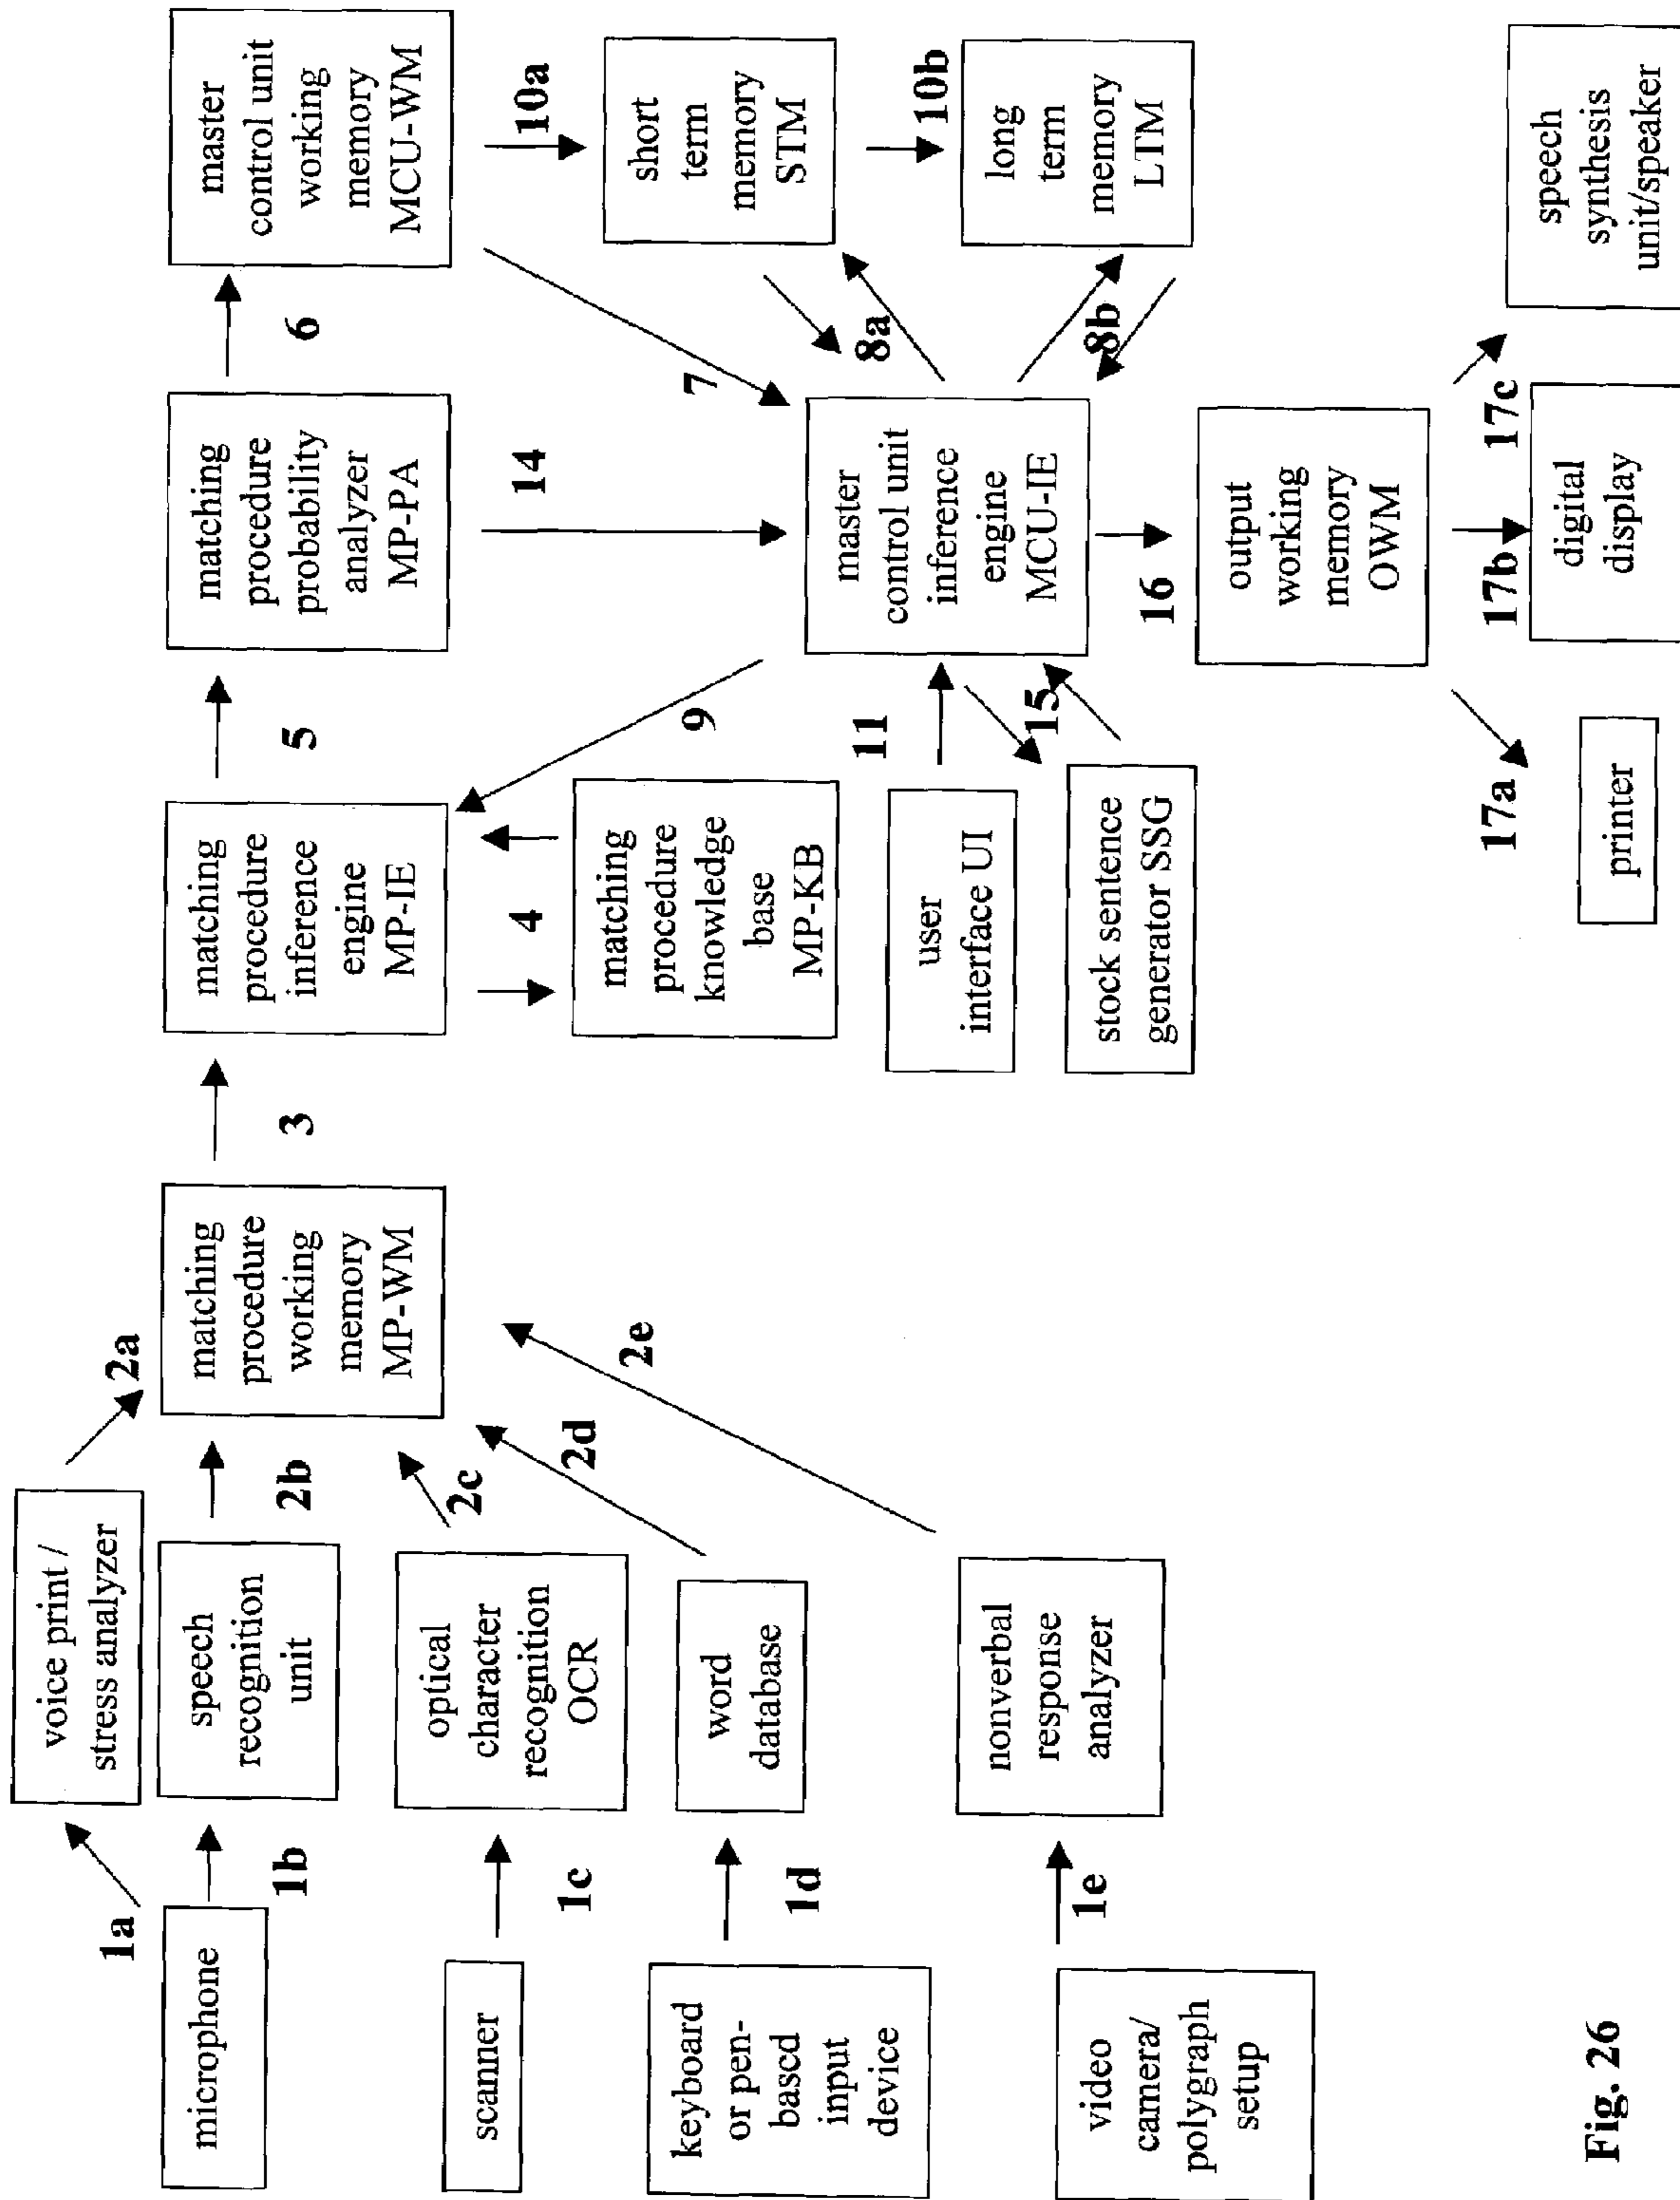 voice print /
stress analyzer
1a
2a
microphone
1b
speech
recognition
unit
2b
matching
procedure
working
memory
MP-WM
3
matching
procedure
inference
engine
MP-IE
5
matching
procedure
probability
analyzer
MP-PA
6
master
control unit
working
memory
MCU-WM
scanner
1c
optical
character
recognition
OCR
2c
4
matching
procedure
knowledge
base
MP-KB
9
14
7
10a
short
term
memory
STM
keyboard
or pen-
based
input
device
1d
word
database
2d
2e
user
interface UI
11
master
control unit
inference
engine
MCU-IE
8a
10b
long
term
memory
LTM
8b
video
camera/
polygraph
setup
1e
nonverbal
response
analyzer
stock sentence
generator SSG
15
16
output
working
memory
OWM
17a
17b
17c
printer
digital
display
speech
synthesis
unit/speaker
Fig. 26